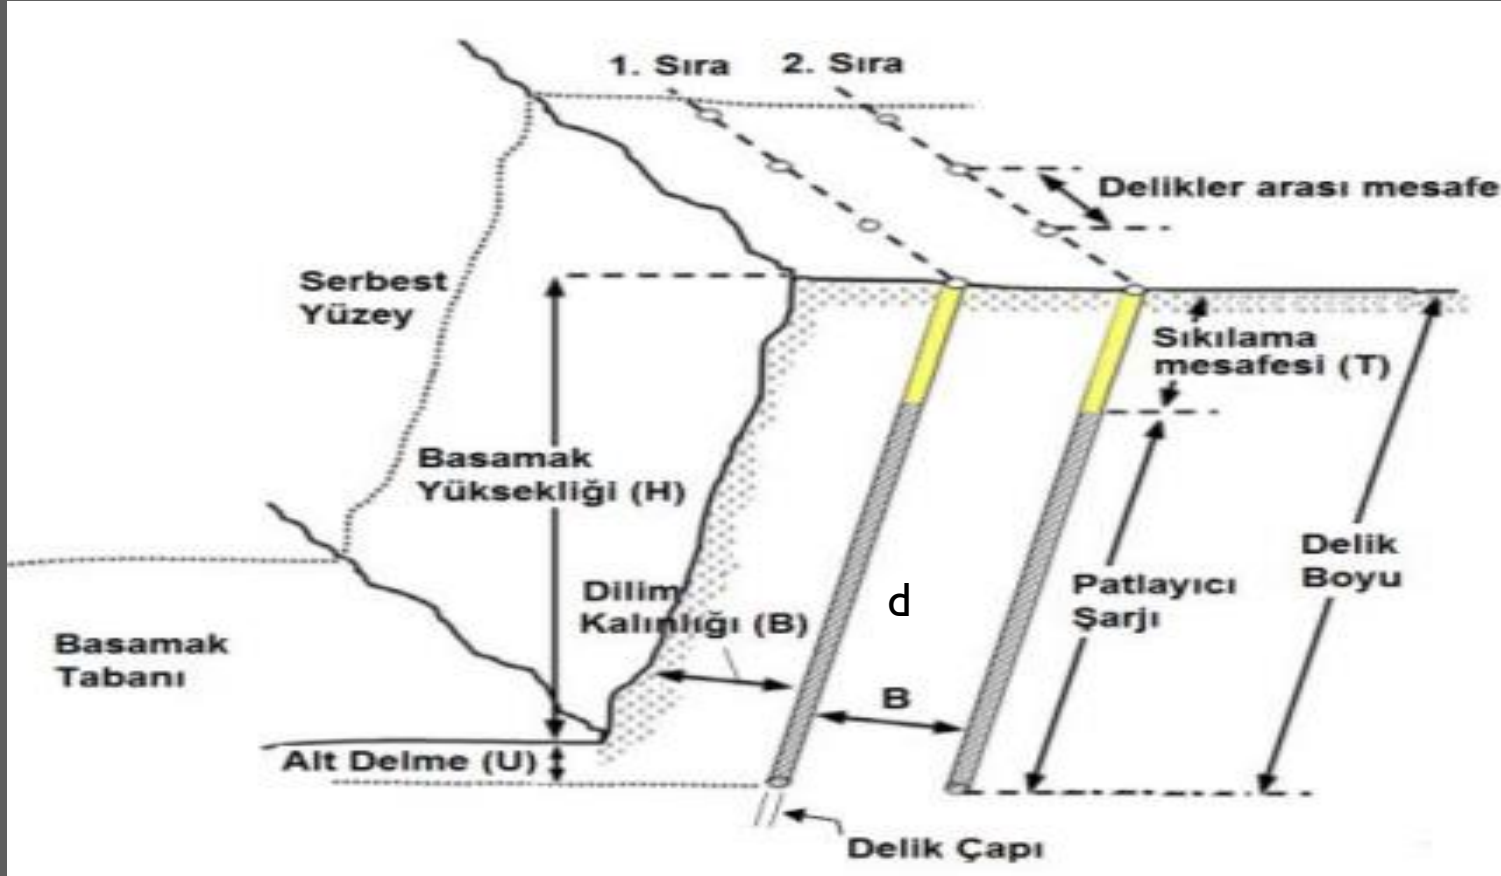 1. Sıra 2. Sıra
Delikler arası mesafe
Serbest
Yüzey
Sıkılama
mesafesi (T)
Basamak
Yüksekliği (H)
Delik
Boyu
Dilim
Kalınlığı (B)
d
Patlayıcı
Şarjı
Basamak
Tabanı
B
Alt Delme (U)
Delik Çapı